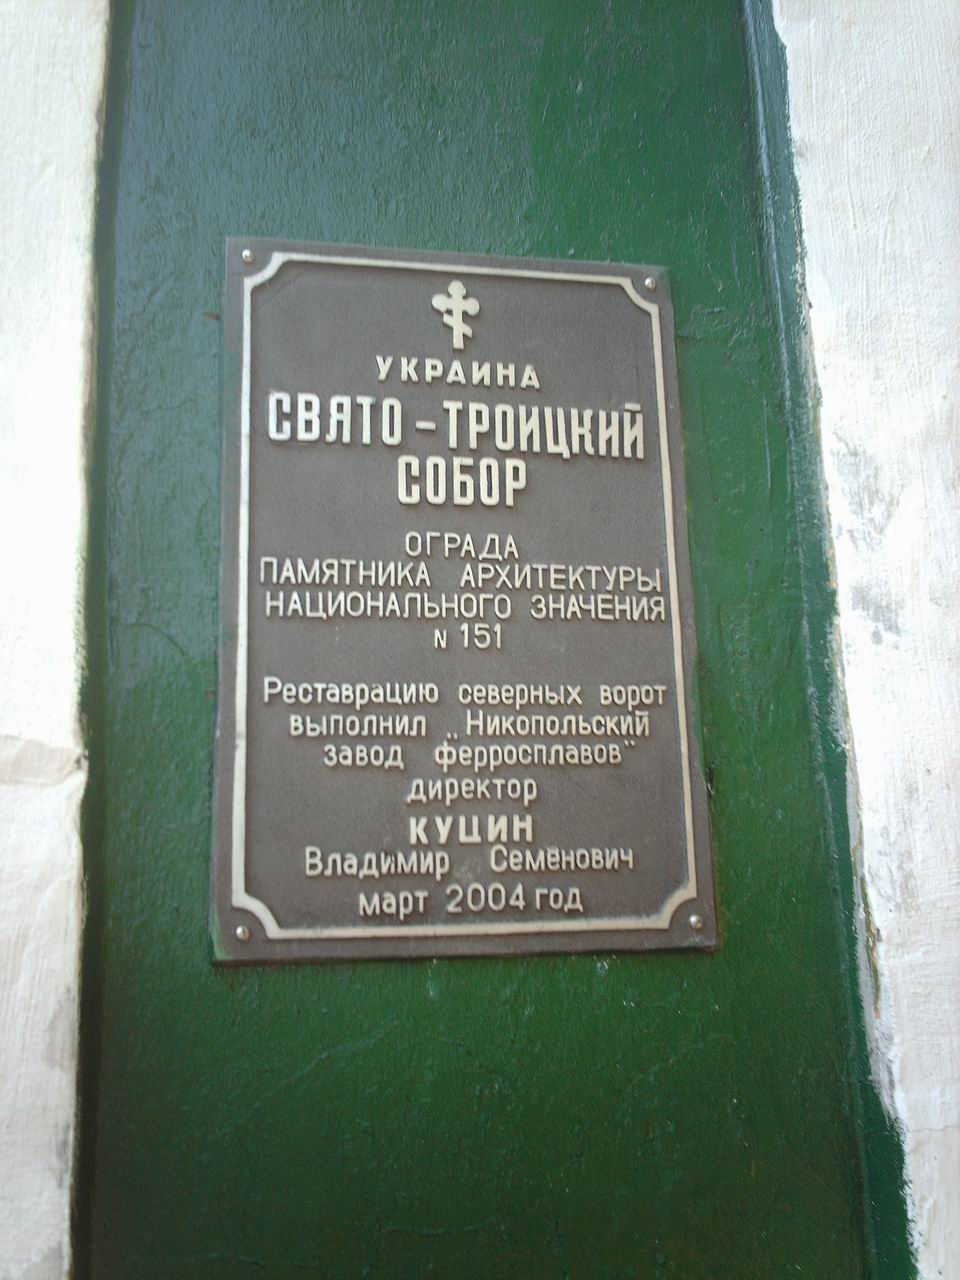 УКРАИНА
СВЯТО-ТРОИЦКИЙ
СОБОР
ОГРАДА
ПАМЯТНИКА АРХИТЕКТУРЫ
НАЦИОНАЛЬНОГО ЗНАЧЕНИЯ
N 151
Реставрацию северных ворот
выполнил „Никопольский
завод ферросплавов"
директор
КУЦИН
Владимир Семёнович
март 2004 год